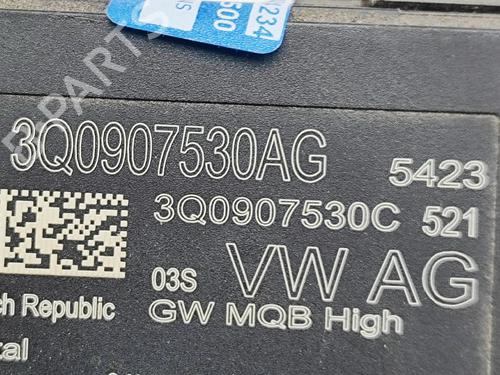 3Q0907530AG 5423
3Q0907530C 521
03S VW AG
Republic GW MQB High